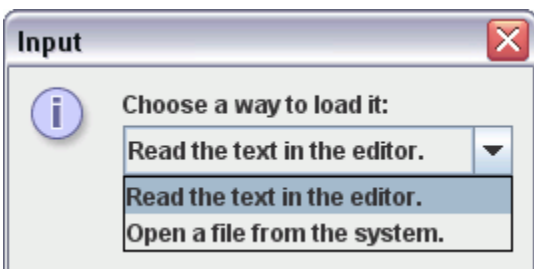 Input
Choose a way to load it:
Read the text in the editor.
Read the text in the editor.
Open a file from the system.